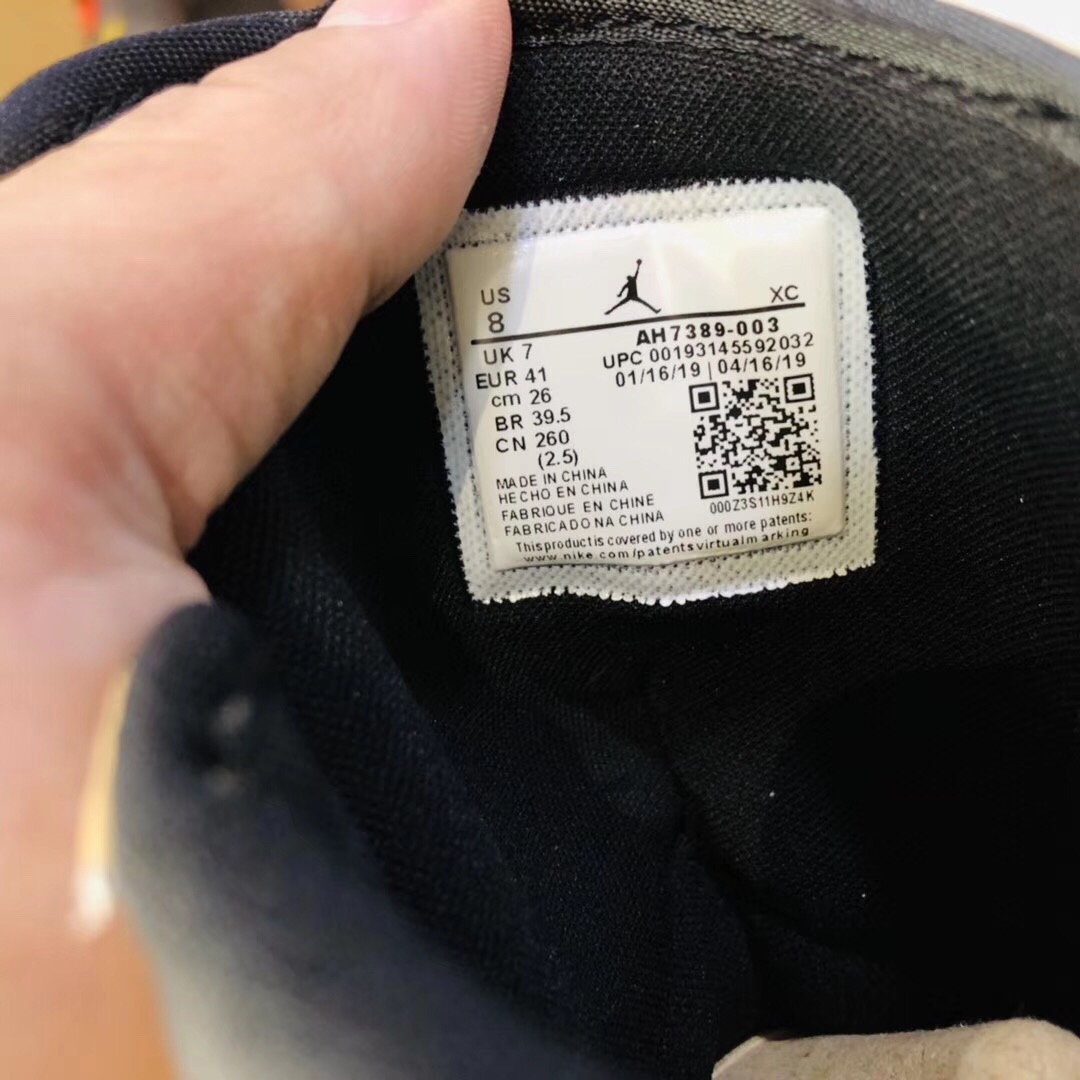 US
8
XC
AH7389-003
UPC 00193145592032
01/16/19 | 04/16/19
UK 7
EUR 41
cm 26
BR 39.5
CN 260
(2.5)
MADE IN CHINA
HECHO EN CHINA
FABRIQUE EN CHINE
FABRICADO NA CHINA
000Z3S11H9Z4K
This product is covered by one or more patents:
www.nike.com/patentsvirtualmarking